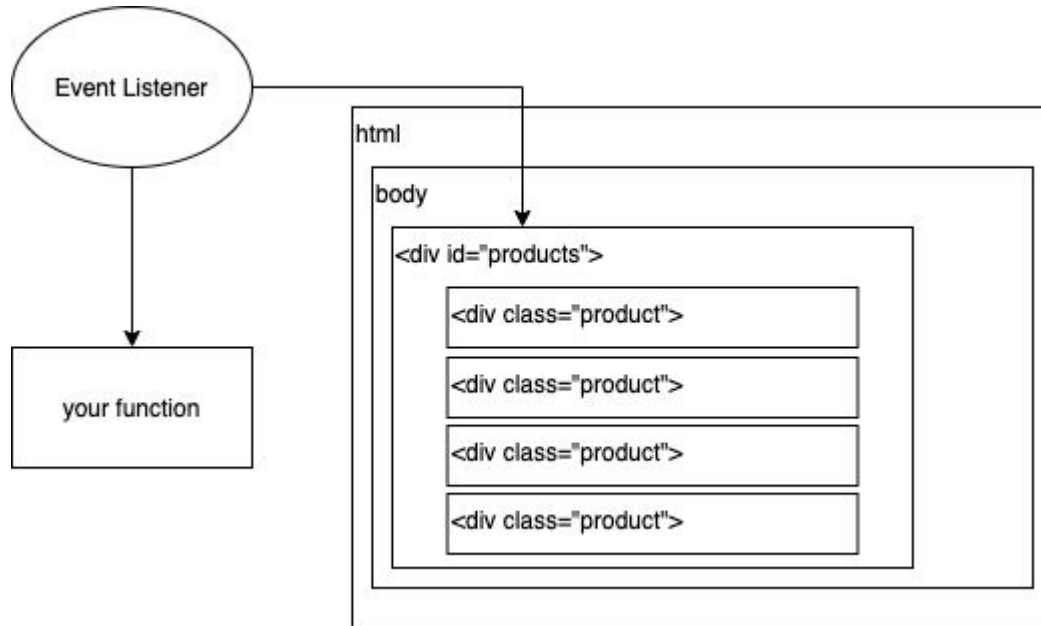 Event Listener
html
body
<div id="products">
<div class="product">
<div class="product">
your function
<div class="product">
<div class="product">